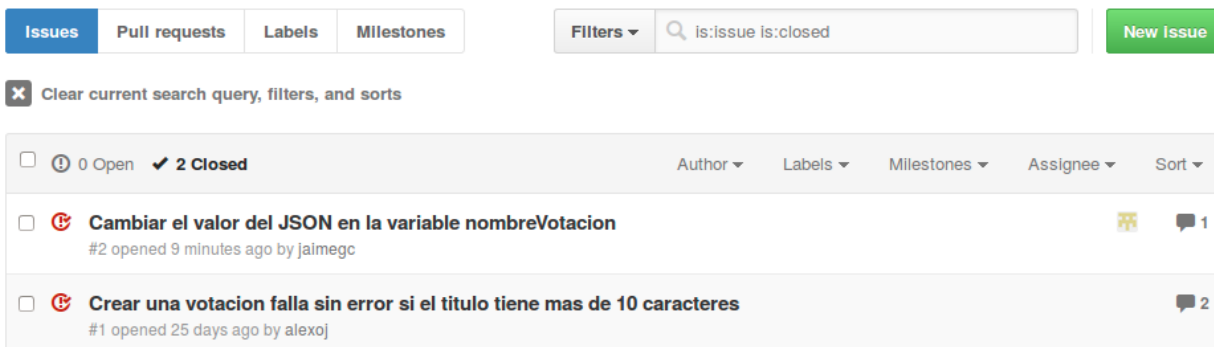 Issues Pull requests Labels Milestones Filters is:issue is:closed New issue
Clear current search query, filters, and sorts
0 Open 2 Closed Author Labels Milestones Assignee Sort
Cambiar el valor del JSON en la variable nombreVotacion 1
#2 opened 9 minutes ago by jaimegc
Crear una votacion falla sin error si el titulo tiene mas de 10 caracteres 2
#1 opened 25 days ago by alexoj